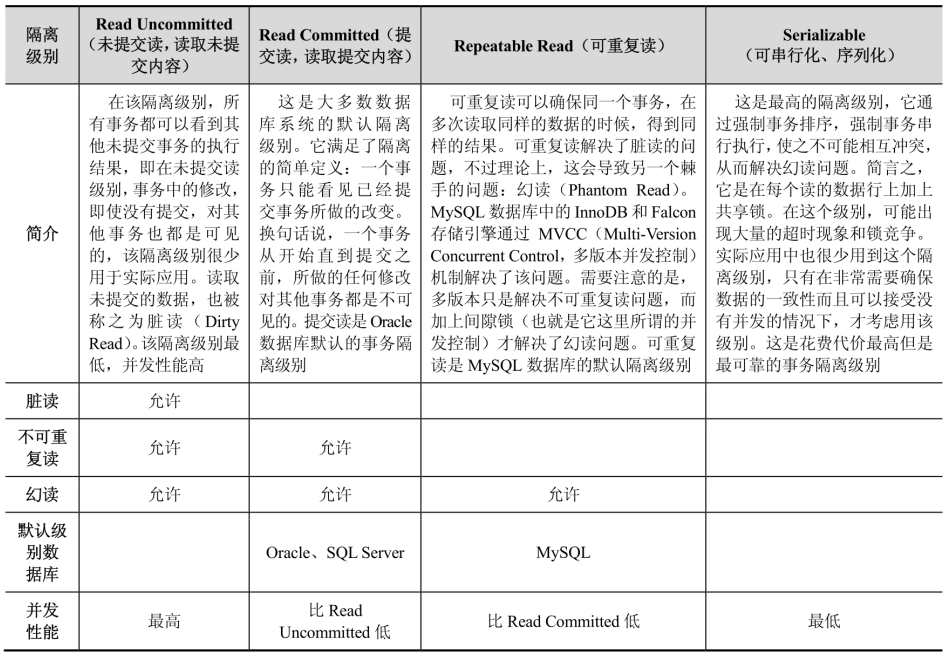 隔离
级别
Read Uncommitted
（未提交读，读取未提
交内容）
Read Committed（提
交读，读取提交内容）
Repeatable Read（可重复读）
Serializable
（可串行化、序列化）
简介
在该隔离级别，所
有事务都可以看到其
他未提交事务的执行
结果，即在未提交读
级别，事务中的修改，
即使没有提交，对其
他事务也都是可见
的，该隔离级别很少
用于实际应用。读取
未提交的数据，也被
称之为脏读（Dirty
Read）。该隔离级别最
低，并发性能高
这是大多数数据
库系统的默认隔离
级别。它满足了隔离
的简单定义：一个事
务只能看见已经提
交事务所做的改变。
换句话说，一个事务
从开始直到提交之
前，所做的任何修改
对其他事务都是不可
见的。提交读是 Oracle
数据库默认的事务隔
离级别
可重复读可以确保同一个事务，在
多次读取同样的数据的时候，得到同
样的结果。可重复读解决了脏读的问
题，不过理论上，这会导致另一个棘
手的问题：幻读（Phantom Read）。
MySQL 数据库中的 InnoDB 和 Falcon
存储引擎通过 MVCC（Multi-Version
Concurrent Control，多版本并发控制）
机制解决了该问题。需要注意的是，
多版本只是解决不可重复读问题，而
加上间隙锁（也就是它这里所谓的并
发控制）才解决了幻读问题。可重复
读是 MySQL 数据库的默认隔离级别
这是最高的隔离级别，它通
过强制事务排序，强制事务串
行执行，使之不可能相互冲突，
从而解决幻读问题。简言之，
它是在每个读的数据行上加上
共享锁。在这个级别，可能出
现大量的超时现象和锁竞争。
实际应用中也很少用到这个隔
离级别，只有在非常需要确保
数据的一致性而且可以接受没
有并发的情况下，才考虑用该
级别。这是花费代价最高但是
最可靠的事务隔离级别
脏读
允许
不可重
复读
允许
允许
幻读
允许
允许
允许
默认级
别数
据库
Oracle、SQL Server
MySQL
并发
性能
最高
比 Read
Uncommitted 低
比 Read Committed 低
最低